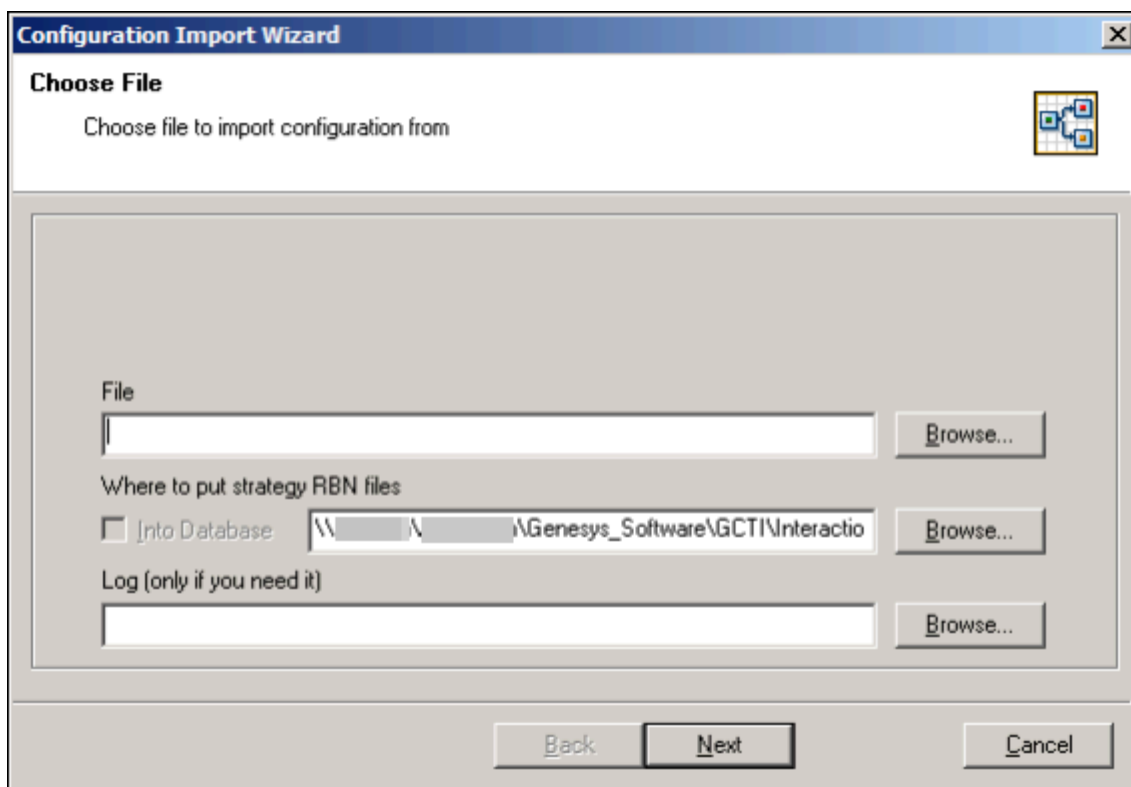 Configuration Import Wizard
Choose File
Choose file to import configuration from
File
Browse...
Where to put strategy RBN files
Into Database \\ \ \Genesys_Software\GCTI\Interactio Browse...
Log (only if you need it)
Browse...
Back Next Cancel